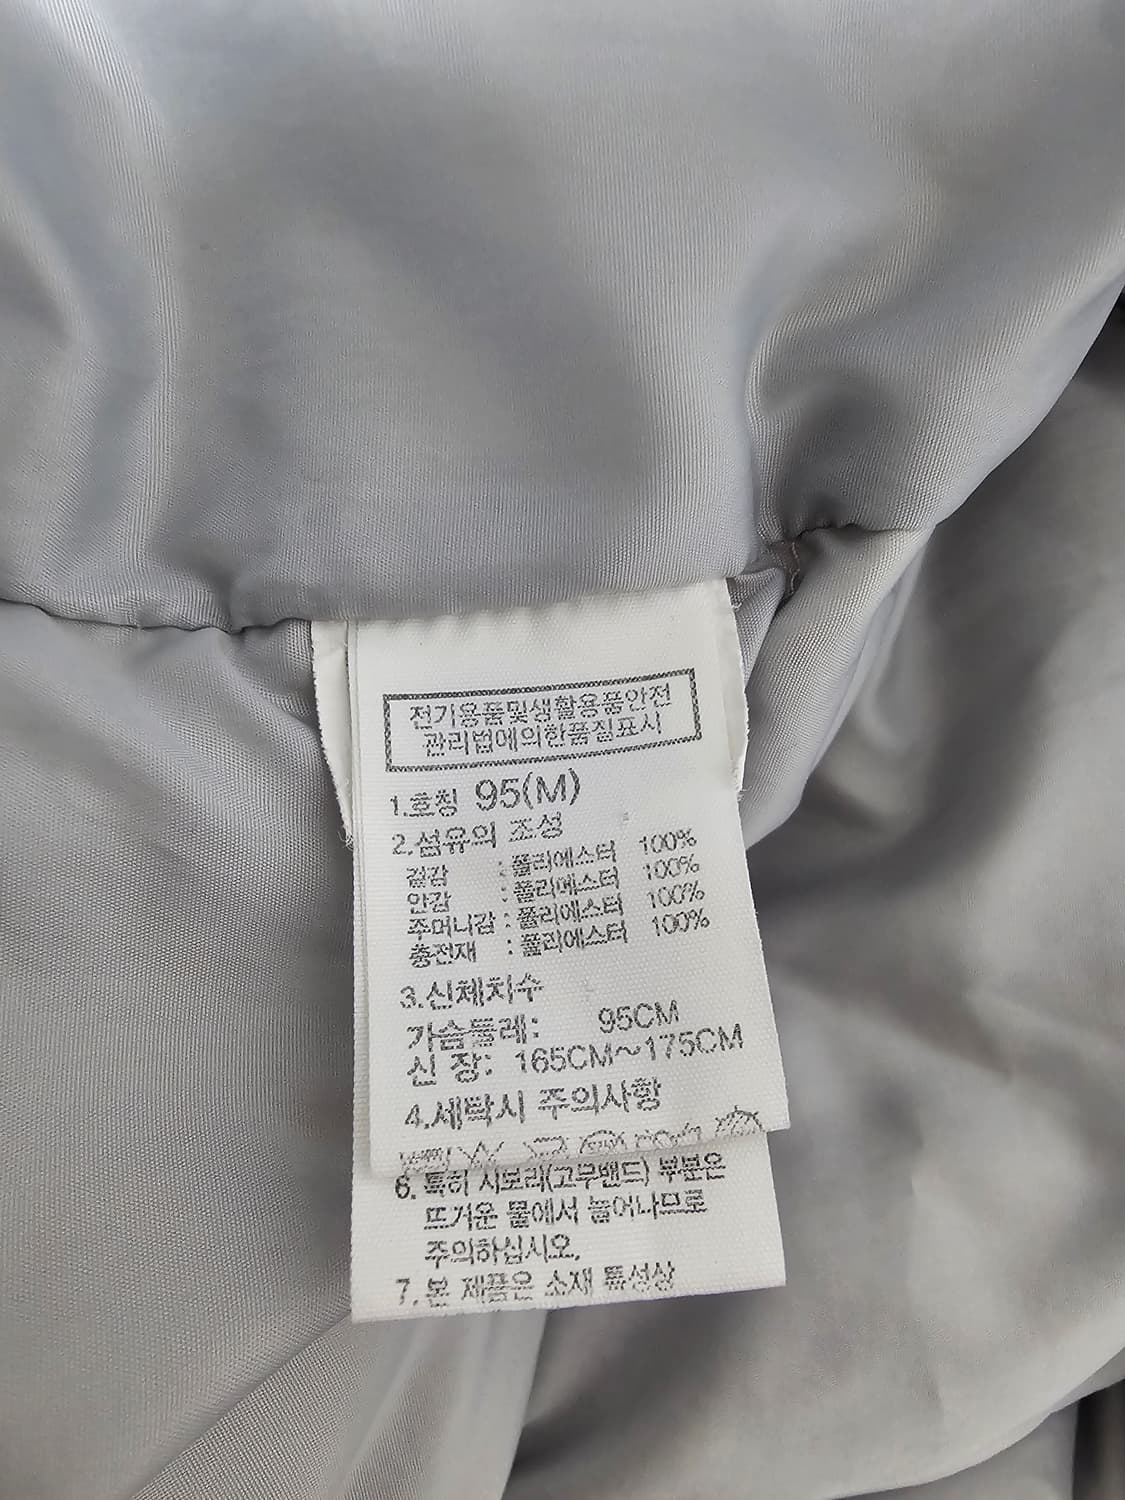 전기용품및생활용품안전
관리법에의한품질표시
1.호칭 95(M)
2.섬유의 조성
겉감 :폴리에스터 100%
안감 :폴리에스터 100%
주머니감 :폴리에스터 100%
충전재 :폴리에스터 100%
3.신체치수
가슴둘레: 95CM
신 장: 165CM~175CM
4.세탁시 주의사항
6. 특히 시보리(고무밴드) 부분은
뜨거운 물에서 늘어나므로
주의하십시오.
7. 본 제품은 소재 특성상